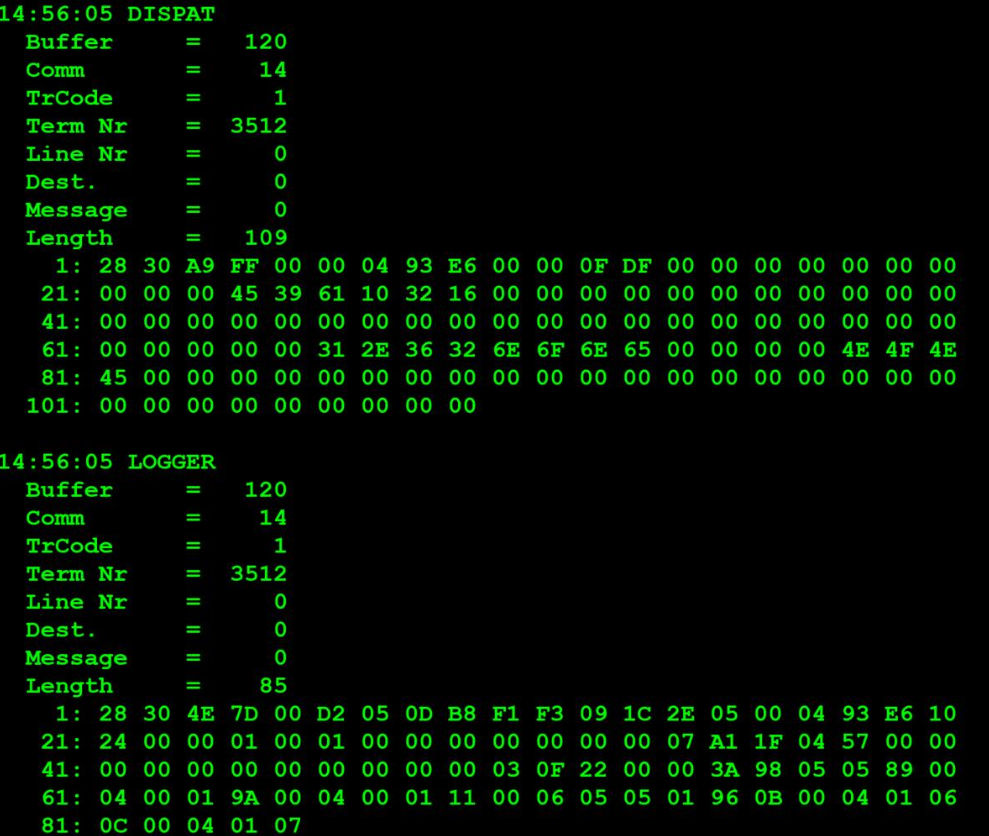 14:56:05 DISPAT
Buffer = 120
Comm = 14
TrCode = 1
Term Nr = 3512
Line Nr = 0
Dest. = 0
Message = 0
Length = 109
1: 28 30 A9 FF 00 00 04 93 E6 00 00 0F DF 00 00 00 00 00 00 00
21: 00 00 00 45 39 61 10 32 16 00 00 00 00 00 00 00 00 00 00 00
41: 00 00 00 00 00 00 00 00 00 00 00 00 00 00 00 00 00 00 00 00
61: 00 00 00 00 00 31 2E 36 32 6E 6F 6E 65 00 00 00 00 4E 4F 4E
81: 45 00 00 00 00 00 00 00 00 00 00 00 00 00 00 00 00 00 00 00
101: 00 00 00 00 00 00 00 00 00
14:56:05 LOGGER
Buffer = 120
Comm = 14
TrCode = 1
Term Nr = 3512
Line Nr = 0
Dest. = 0
Message = 0
Length = 85
1: 28 30 4E 7D 00 D2 05 0D B8 F1 F3 09 1C 2E 05 00 04 93 E6 10
21: 24 00 00 01 00 01 00 00 00 00 00 00 00 07 A1 1F 04 57 00 00
41: 00 00 00 00 00 00 00 00 00 03 0F 22 00 00 3A 98 05 05 89 00
61: 04 00 01 9A 00 04 00 01 11 00 06 05 05 01 96 0B 00 04 01 06
81: 0C 00 04 01 07